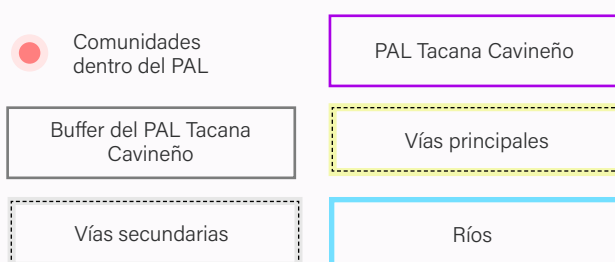 Comunidades
dentro del PAL
PAL Tacana Cavineño
Buffer del PAL Tacana
Cavineño
Vías principales
Vías secundarias
Ríos